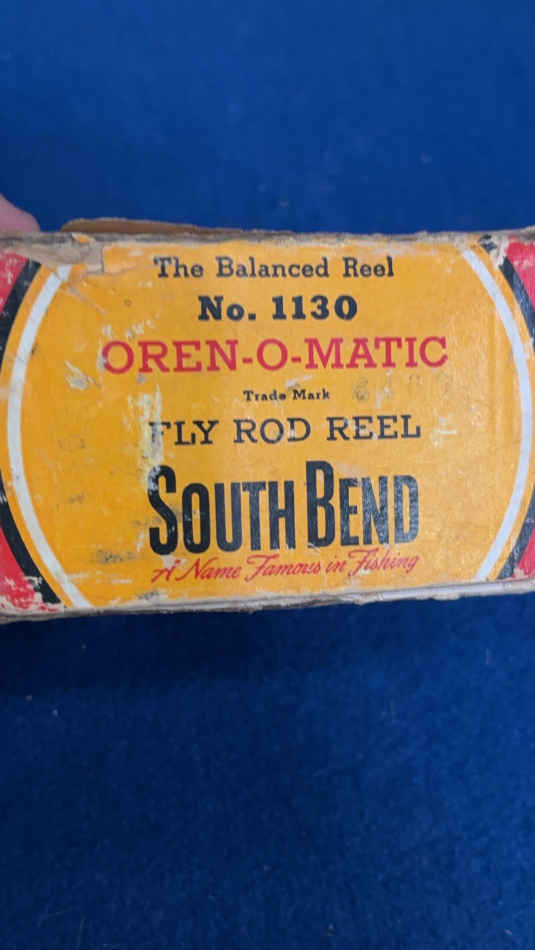 The Balanced Reel
No. 1130
OREN-O-MATIC
Trade Mark
FLY ROD REEL
SOUTH BEND
A Name Famous in Fishing